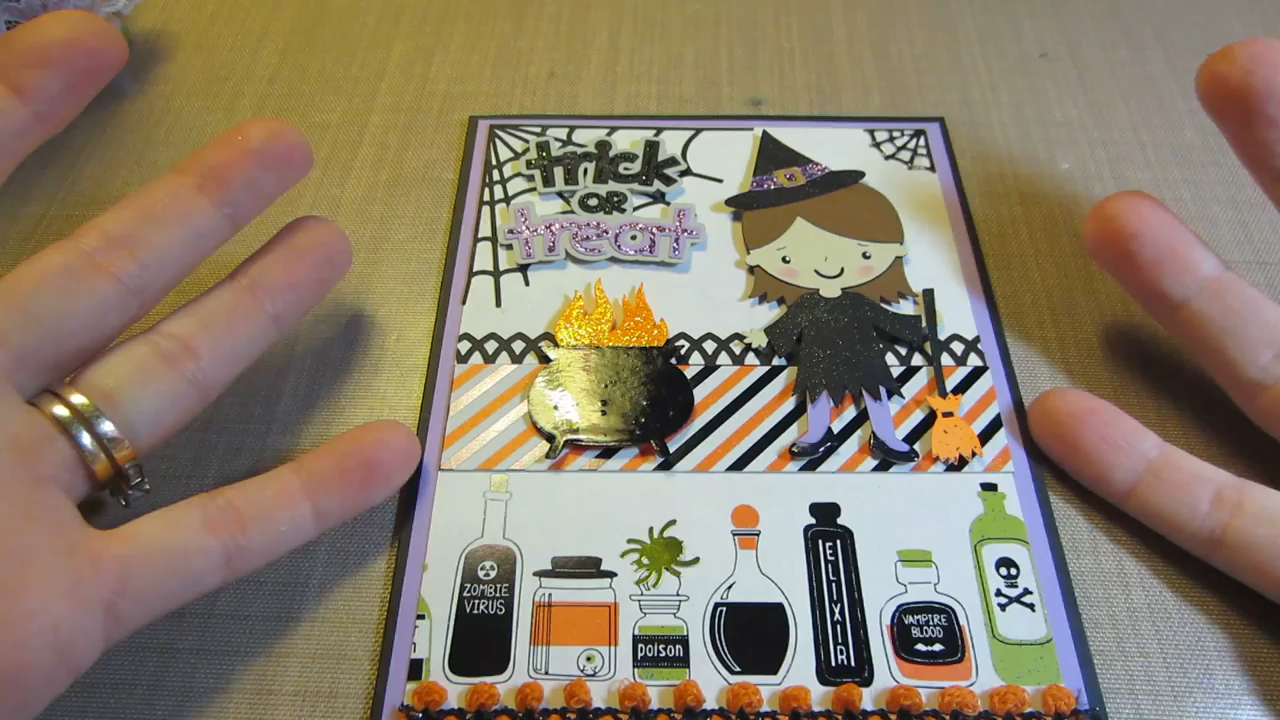 trick
OR
treat
ZOMBIE
VIRUS
poison
ELIXIR
VAMPIRE
BLOOD